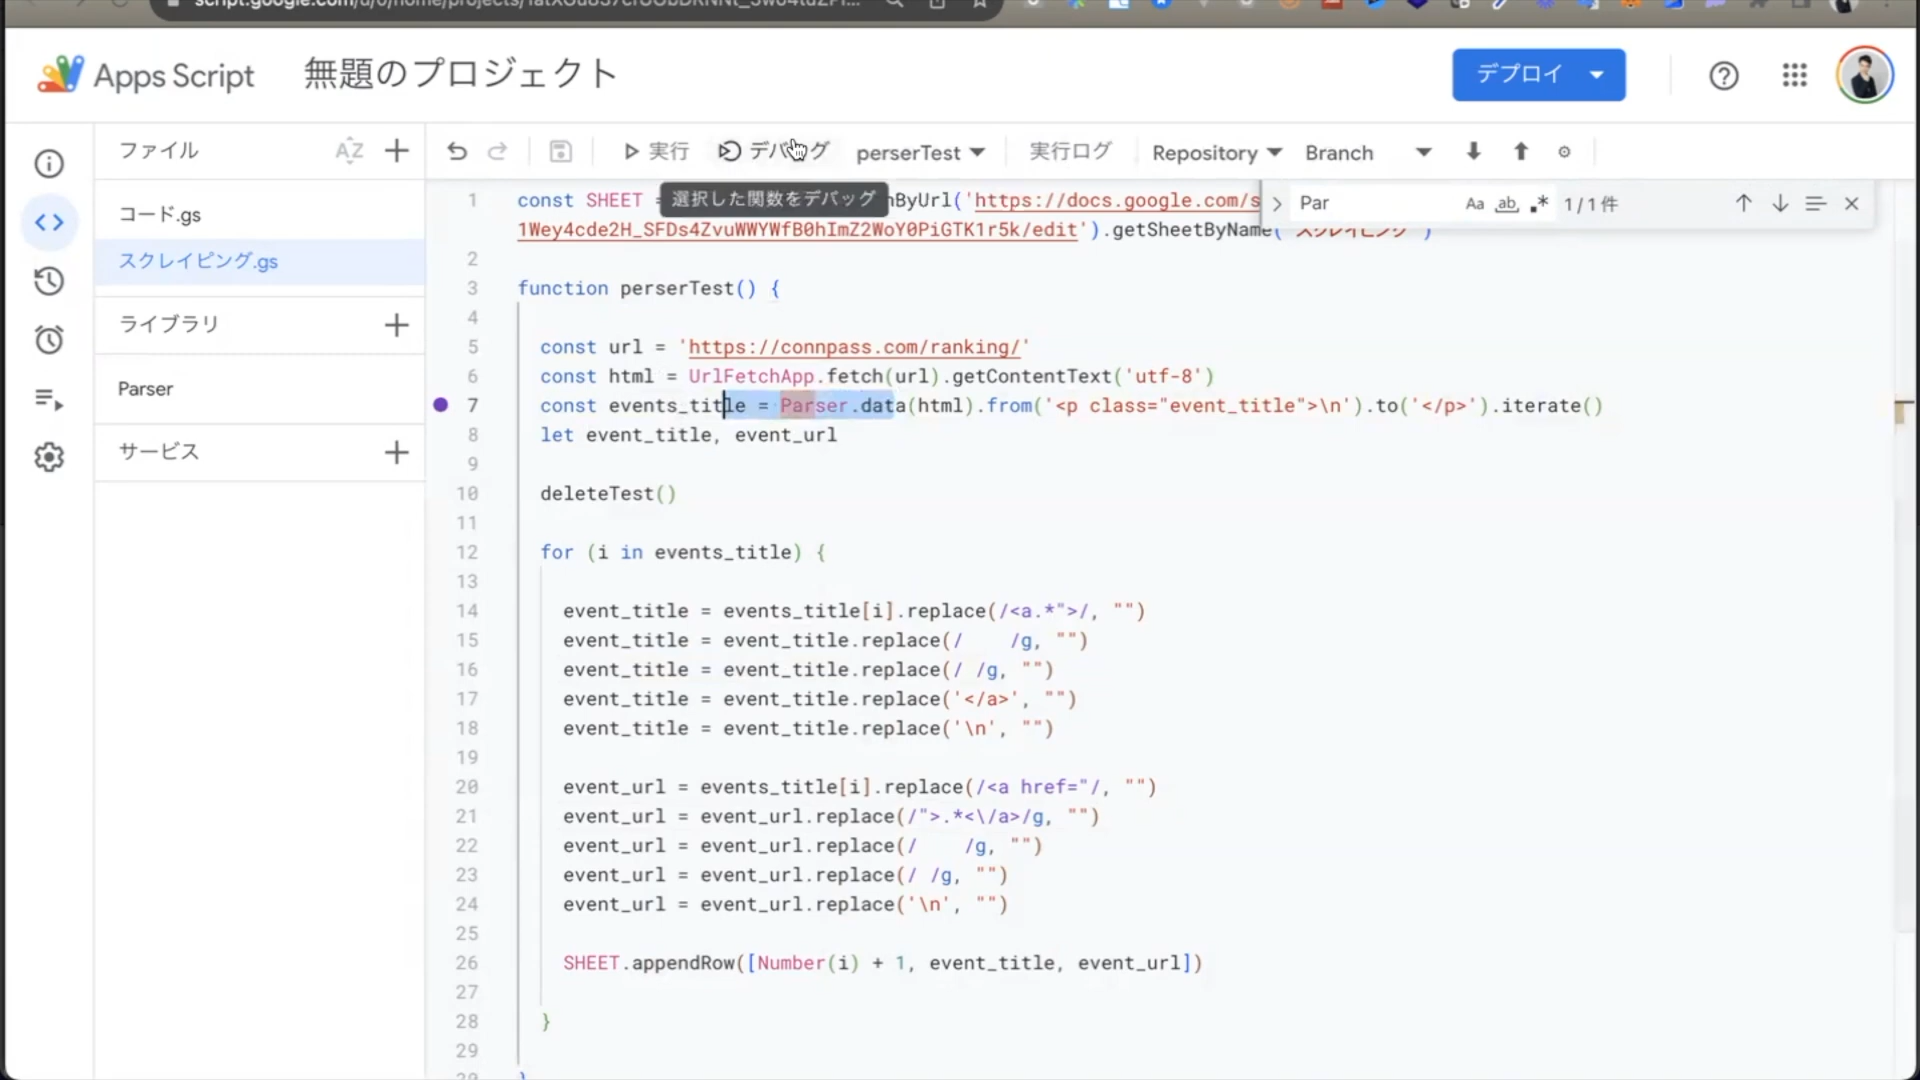 Apps Script 無題のプロジェクト デプロイ
ファイル
コード.gs
スクレイピング.gs
ライブラリ
Parser
サービス
実行 デバッグ perserTest 実行ログ Repository Branch
選択した関数をデバッグ
Par Aa ab 1/1 件
1 const SHEET = ByUrl('https://docs.google.com/s
1Wey4cde2H_SFDs4ZvuWWYWfB0hImZ2WoY0PiGTK1r5k/edit').getSheetByName('スクレイピング')
2
3 function perserTest() {
4
5 const url = 'https://connpass.com/ranking/'
6 const html = UrlFetchApp.fetch(url).getContentText('utf-8')
7 const events_title = Parser.data(html).from('<p class="event_title">\n').to('</p>').iterate()
8 let event_title, event_url
9
10 deleteTest()
11
12 for (i in events_title) {
13
14 event_title = events_title[i].replace(/<a.*">/, "")
15 event_title = event_title.replace(/    /g, "")
16 event_title = event_title.replace(/ /g, "")
17 event_title = event_title.replace('</a>', "")
18 event_title = event_title.replace('\n', "")
19
20 event_url = events_title[i].replace(/<a href="/, "")
21 event_url = event_url.replace(/">.*<\/a>/g, "")
22 event_url = event_url.replace(/    /g, "")
23 event_url = event_url.replace(/ /g, "")
24 event_url = event_url.replace('\n', "")
25
26 SHEET.appendRow([Number(i) + 1, event_title, event_url])
27
28 }
29